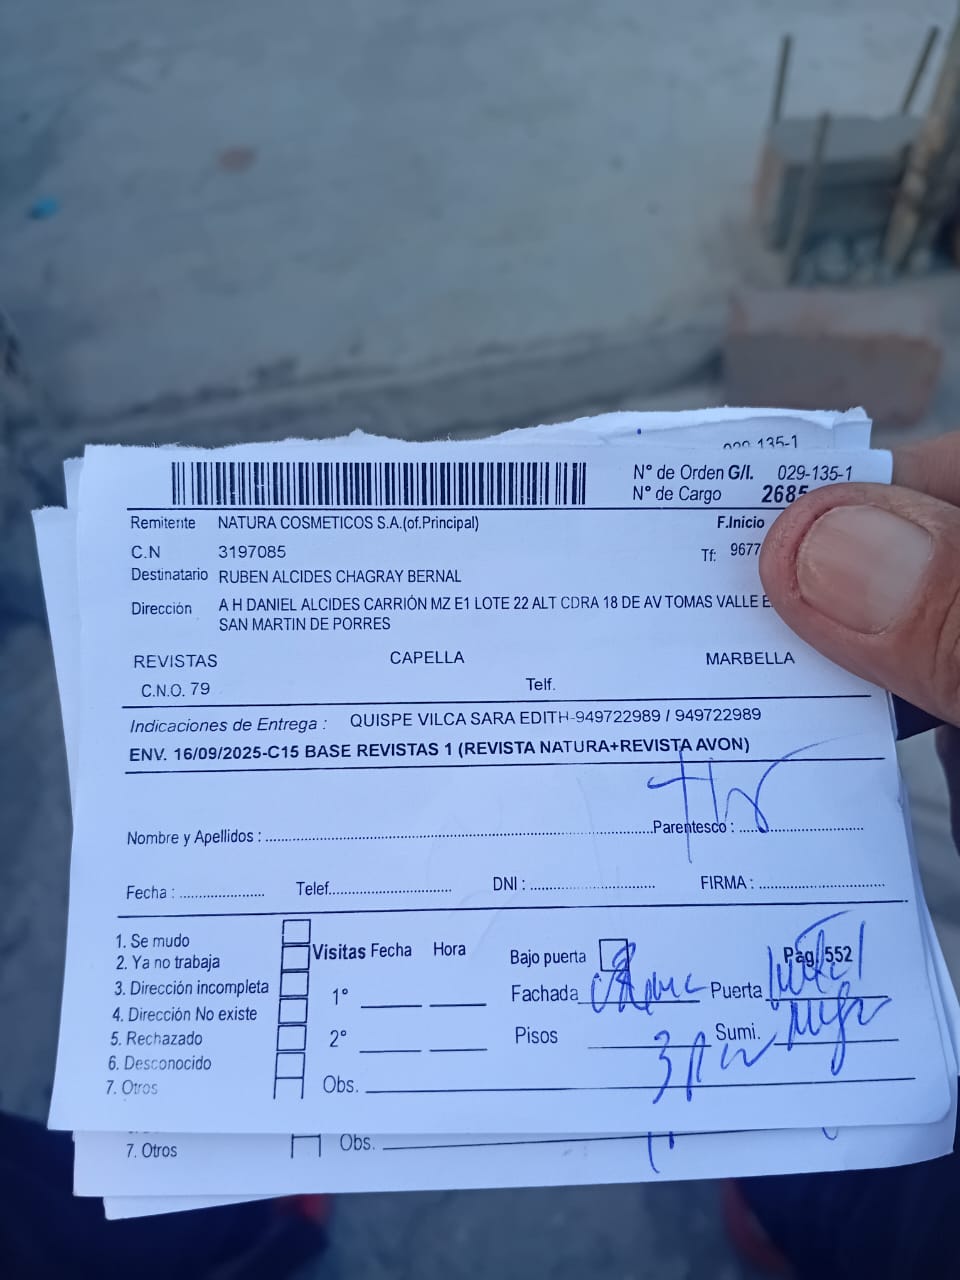 029-135-1
N° de Orden G/I. 029-135-1
N° de Cargo 2685
Remitente NATURA COSMETICOS S.A.(of.Principal)
F.Inicio
C.N 3197085
Tf: 9677
Destinatario RUBEN ALCIDES CHAGRAY BERNAL
Dirección A H DANIEL ALCIDES CARRIÓN MZ E1 LOTE 22 ALT CDRA 18 DE AV TOMAS VALLE
SAN MARTIN DE PORRES
REVISTAS CAPELLA MARBELLA
C.N.O. 79 Telf.
Indicaciones de Entrega : QUISPE VILCA SARA EDITH-949722989 / 949722989
ENV. 16/09/2025-C15 BASE REVISTAS 1 (REVISTA NATURA+REVISTA AVON)
Nombre y Apellidos : Parentesco :
Fecha : Telef. DNI : FIRMA :
1. Se mudo
2. Ya no trabaja
3. Dirección incompleta
4. Dirección No existe
5. Rechazado
6. Desconocido
7. Otros
Visitas Fecha Hora
1°
2°
Obs.
Bajo puerta Pág. 552
Fachada Puerta
Pisos 3 Sumi.
7. Otros Obs.